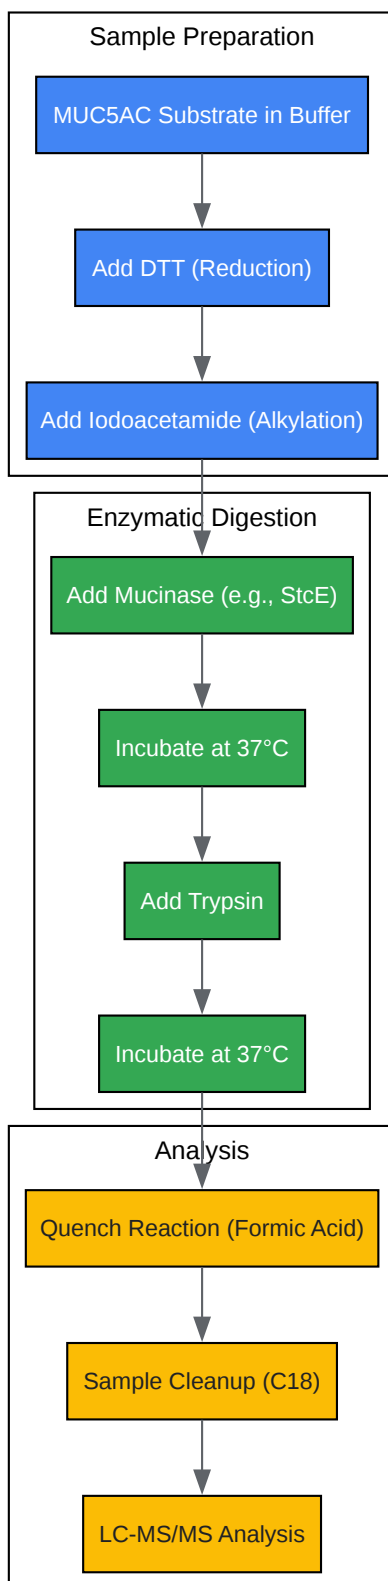 Sample Preparation
MUC5AC Substrate in Buffer
Add DTT (Reduction)
Add Iodoacetamide (Alkylation)
Enzymatic Digestion
Add Mucinase (e.g., StcE)
Incubate at 37°C
Add Trypsin
Incubate at 37°C
Analysis
Quench Reaction (Formic Acid)
Sample Cleanup (C18)
LC-MS/MS Analysis